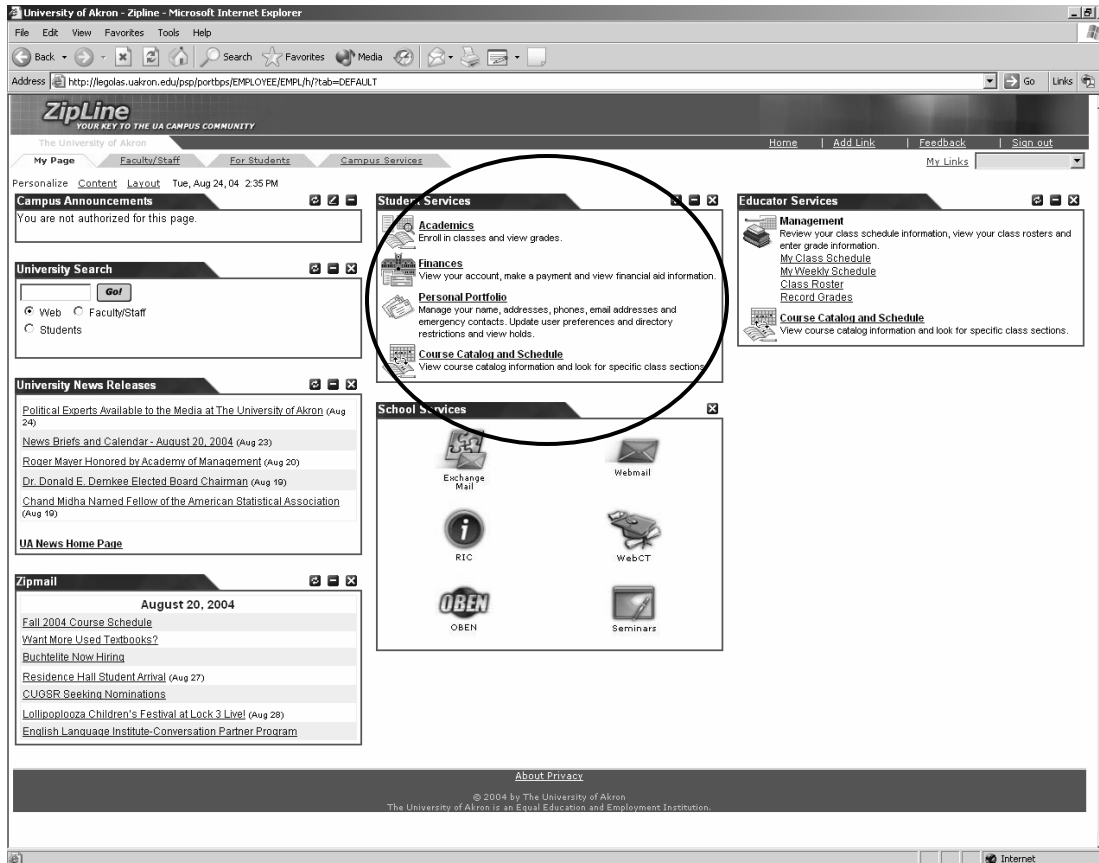 University of Akron - Zipline - Microsoft Internet Explorer
File Edit View Favorites Tools Help
Back Search Favorites Media
Address http://legolas.uakron.edu/psp/portbps/EMPLOYEE/EMPL/h/?tab=DEFAULT Go Links
ZipLine
YOUR KEY TO THE UA CAMPUS COMMUNITY
The University of Akron
Home | Add Link | Feedback | Sign out
My Page Faculty/Staff For Students Campus Services
My Links
Personalize Content Layout Tue, Aug 24, 04 2:35 PM
Campus Announcements
You are not authorized for this page.
University Search
Go!
Web Faculty/Staff
Students
University News Releases
Political Experts Available to the Media at The University of Akron (Aug
24)
News Briefs and Calendar - August 20, 2004 (Aug 23)
Roger Mayer Honored by Academy of Management (Aug 20)
Dr. Donald E. Demkee Elected Board Chairman (Aug 19)
Chand Midha Named Fellow of the American Statistical Association
(Aug 19)
UA News Home Page
Zipmail
August 20, 2004
Fall 2004 Course Schedule
Want More Used Textbooks?
Buchtelite Now Hiring
Residence Hall Student Arrival (Aug 27)
CUGSR Seeking Nominations
Lollipoplooza Children's Festival at Lock 3 Live! (Aug 28)
English Language Institute-Conversation Partner Program
Student Services
Academics
Enroll in classes and view grades.
Finances
View your account, make a payment and view financial aid information.
Personal Portfolio
Manage your name, addresses, phones, email addresses and
emergency contacts. Update user preferences and directory
restrictions and view holds.
Course Catalog and Schedule
View course catalog information and look for specific class sections.
School Services
Exchange
Mail
Webmail
RIC
WebCT
OBEN
OBEN
Seminars
Educator Services
Management
Review your class schedule information, view your class rosters and
enter grade information.
My Class Schedule
My Weekly Schedule
Class Roster
Record Grades
Course Catalog and Schedule
View course catalog information and look for specific class sections.
About Privacy
© 2004 by The University of Akron
The University of Akron is an Equal Education and Employment Institution.
Internet